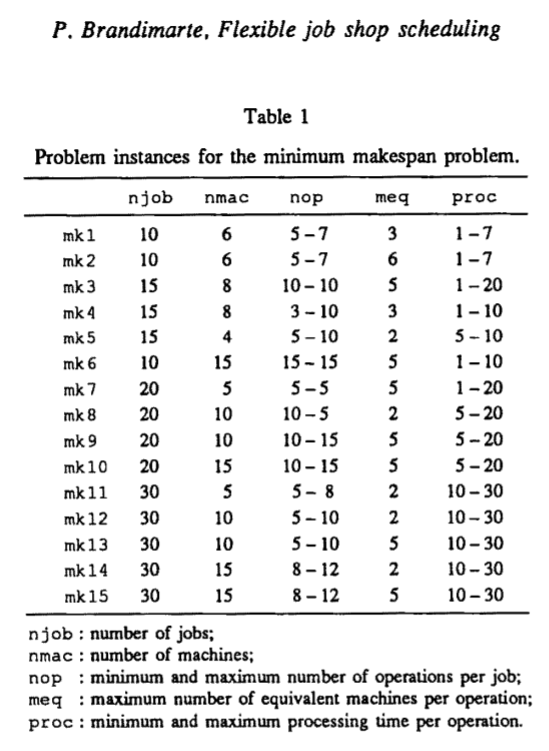 P. Brandimarte, Flexible job shop scheduling
Table 1
Problem instances for the minimum makespan problem.
njob nmac nop meq proc
mk1 10 6 5–7 3 1–7
mk2 10 6 5–7 6 1–7
mk3 15 8 10–10 5 1–20
mk4 15 8 3–10 3 1–10
mk5 15 4 5–10 2 5–10
mk6 10 15 15–15 5 1–10
mk7 20 5 5–5 5 1–20
mk8 20 10 10–5 2 5–20
mk9 20 10 10–15 5 5–20
mk10 20 15 10–15 5 5–20
mk11 30 5 5–8 2 10–30
mk12 30 10 5–10 2 10–30
mk13 30 10 5–10 5 10–30
mk14 30 15 8–12 2 10–30
mk15 30 15 8–12 5 10–30
njob : number of jobs;
nmac : number of machines;
nop : minimum and maximum number of operations per job;
meq : maximum number of equivalent machines per operation;
proc : minimum and maximum processing time per operation.